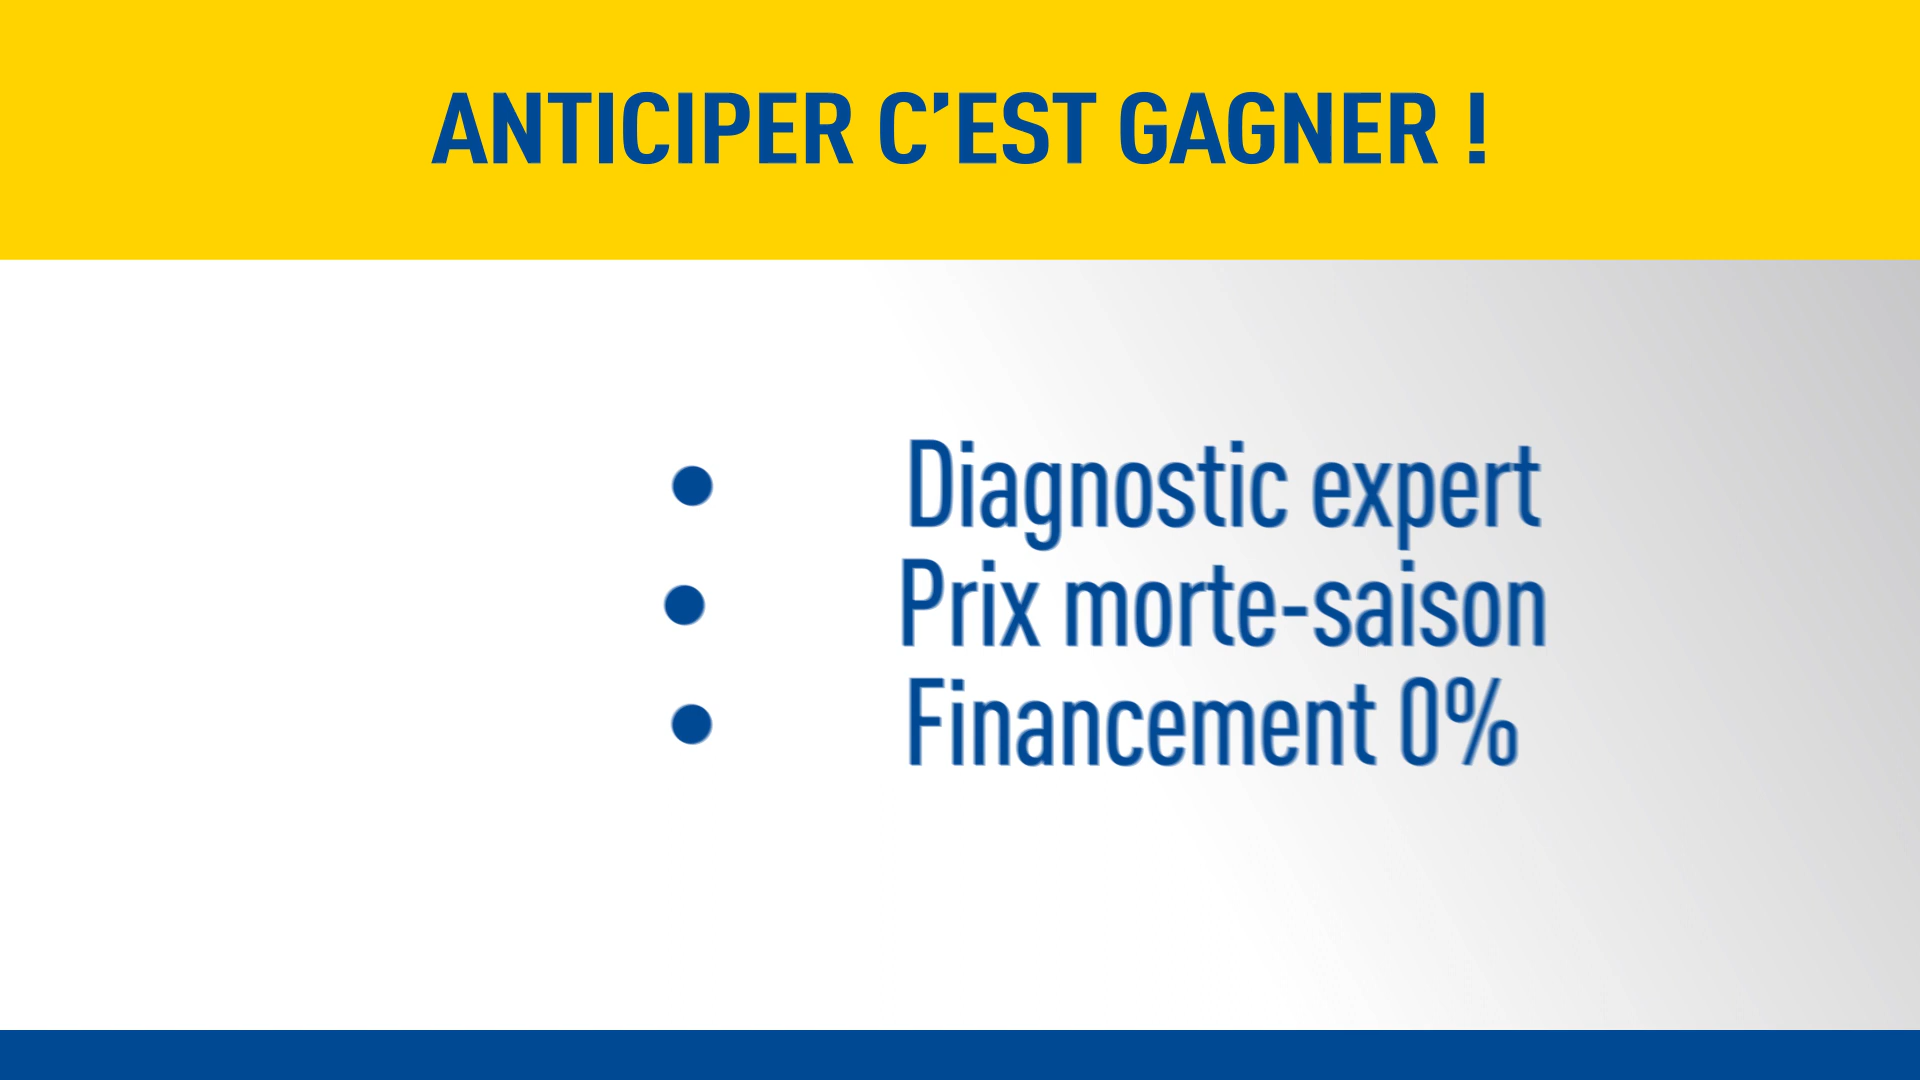 ANTICIPER C’EST GAGNER !
• Diagnostic expert
• Prix morte-saison
• Financement 0%